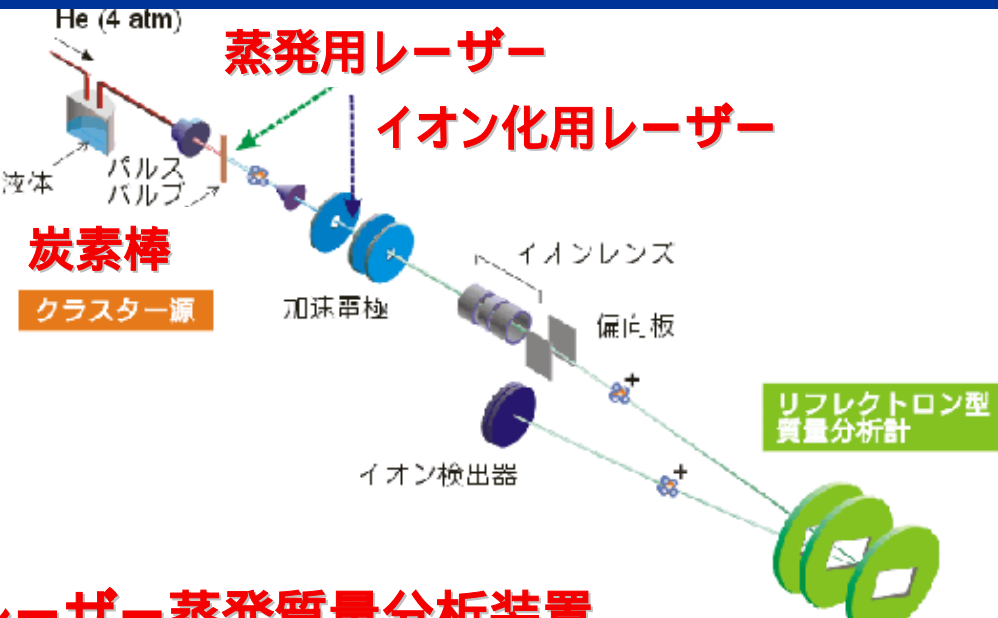 He (4 atm)
蒸発用レーザー
イオン化用レーザー
液体
パルス
バルブ
炭素棒
クラスター源
加速電極
イオンレンズ
偏向板
+
リフレクトロン型
質量分析計
イオン検出器
+
レーザー蒸発質量分析装置